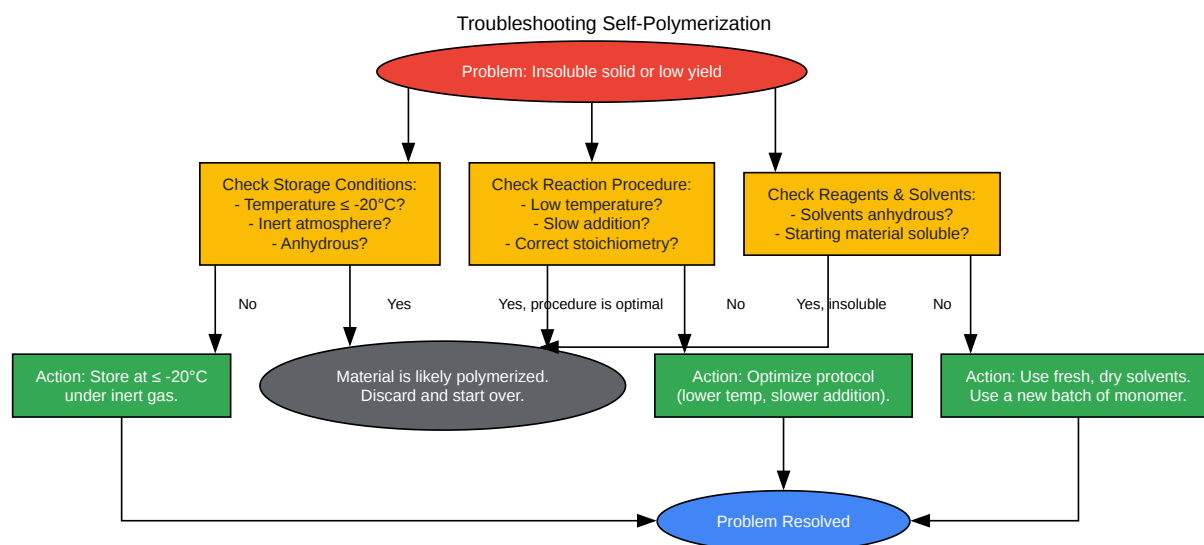 Troubleshooting Self-Polymerization
Problem: Insoluble solid or low yield
Check Storage Conditions:
- Temperature ≤ -20°C?
- Inert atmosphere?
- Anhydrous?
Check Reaction Procedure:
- Low temperature?
- Slow addition?
- Correct stoichiometry?
Check Reagents & Solvents:
- Solvents anhydrous?
- Starting material soluble?
No
Yes
Yes, procedure is optimal
No
Yes, insoluble
No
Action: Store at ≤ -20°C
under inert gas.
Material is likely polymerized.
Discard and start over.
Action: Optimize protocol
(lower temp, slower addition).
Action: Use fresh, dry solvents.
Use a new batch of monomer.
Problem Resolved